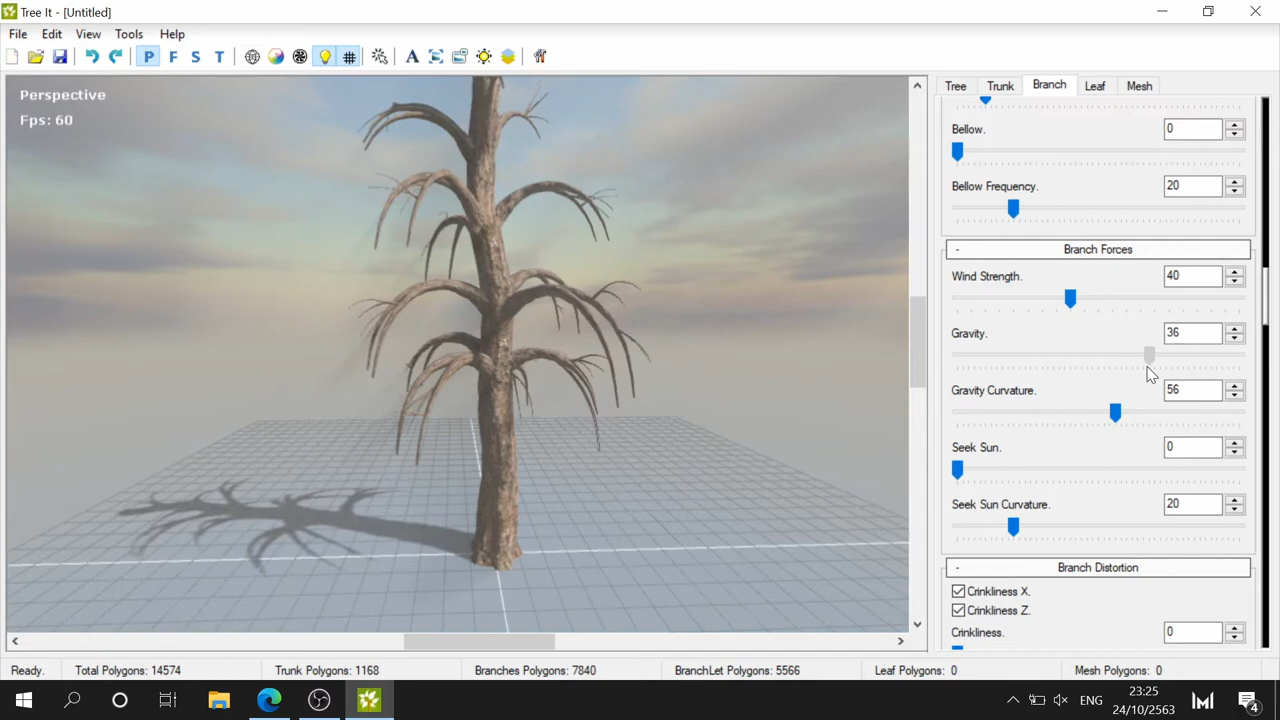 Tree It - [Untitled]
File Edit View Tools Help
P F S T A
Perspective
Fps: 60
Tree Trunk Branch Leaf Mesh
Bellow. 0
Bellow Frequency. 20
- Branch Forces
Wind Strength. 40
Gravity. 36
Gravity Curvature. 56
Seek Sun. 0
Seek Sun Curvature. 20
- Branch Distortion
Crinkliness X.
Crinkliness Z.
Crinkliness. 0
Ready. Total Polygons: 14574 Trunk Polygons: 1168 Branches Polygons: 7840 BranchLet Polygons: 5566 Leaf Polygons: 0 Mesh Polygons: 0
ENG 23:25 4
24/10/2563